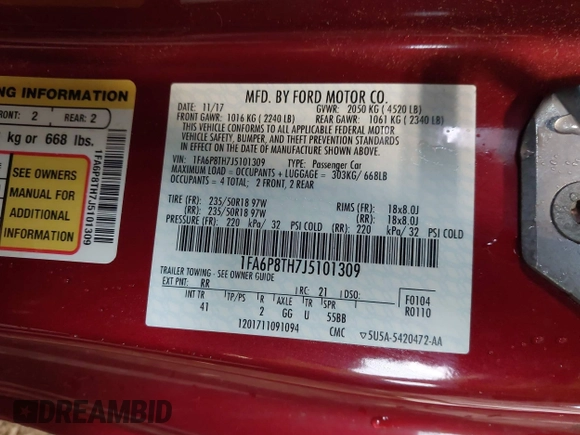 NG INFORMATION
FRONT: 2 REAR: 2
kg or 668 lbs.
SEE OWNERS
MANUAL FOR
ADDITIONAL
INFORMATION
1FA6P8TH7J5101309
MFD. BY FORD MOTOR CO.
DATE: 11/17 GVWR: 2050 KG ( 4520 LB)
FRONT GAWR: 1016 KG ( 2240 LB) REAR GAWR: 1061 KG ( 2340 LB)
THIS VEHICLE CONFORMS TO ALL APPLICABLE FEDERAL MOTOR
VEHICLE SAFETY, BUMPER, AND THEFT PREVENTION STANDARDS IN
EFFECT ON THE DATE OF MANUFACTURE SHOWN ABOVE.
VIN: 1FA6P8TH7J5101309 TYPE: Passenger Car
MAXIMUM LOAD = OCCUPANTS + LUGGAGE = 303KG/ 668LB
OCCUPANTS = 4 TOTAL; 2 FRONT, 2 REAR
TIRE (FR): 235/50R18 97W RIMS (FR): 18x8.0J
(RR): 235/50R18 97W (RR): 18x8.0J
PRESSURE (FR): 220 kPa/ 32 PSI COLD (RR): 220 kPa/ 32 PSI COLD
1FA6P8TH7J5101309
TRAILER TOWING - SEE OWNER GUIDE
EXT PNT: RR RC: 21 DSO:
INT TR TP/PS R AXLE TR SPR
41 2 GG U 55BB
F0104
R0110
1201711091094 CMC ▽5U5A-5420472-AA
DREAMBID